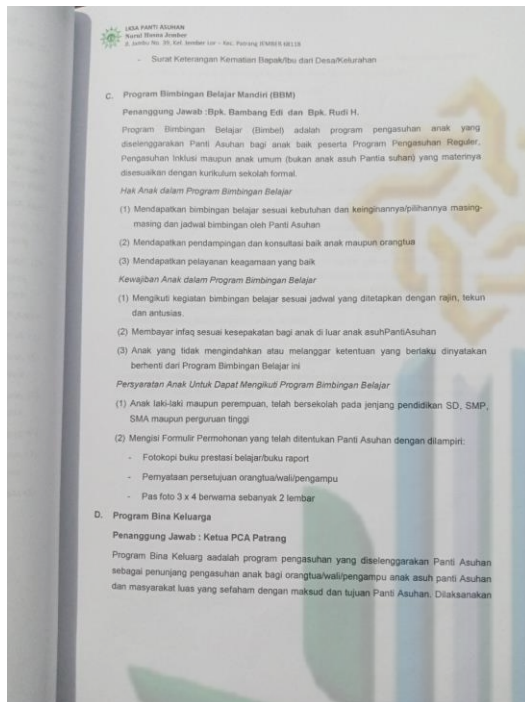 LKSA PANTI ASUHAN
Nurul Husna Jember
Jl. Jambu No. 39, Kel. Jember Lor - Kec. Patrang JEMBER 68118
- Surat Keterangan Kematian Bapak/Ibu dari Desa/Kelurahan
C. Program Bimbingan Belajar Mandiri (BBM)
Penanggung Jawab :Bpk. Bambang Edi dan Bpk. Rudi H.
Program Bimbingan Belajar (Bimbel) adalah program pengasuhan anak yang
diselenggarakan Panti Asuhan bagi anak baik peserta Program Pengasuhan Reguler,
Pengasuhan Inklusi maupun anak umum (bukan anak asuh Pantia suhan) yang materinya
disesuaikan dengan kurikulum sekolah formal.
Hak Anak dalam Program Bimbingan Belajar
(1) Mendapatkan bimbingan belajar sesuai kebutuhan dan keinginannya/pilihannya masing-
masing dan jadwal bimbingan oleh Panti Asuhan
(2) Mendapatkan pendampingan dan konsultasi baik anak maupun orangtua
(3) Mendapatkan pelayanan keagamaan yang baik
Kewajiban Anak dalam Program Bimbingan Belajar
(1) Mengikuti kegiatan bimbingan belajar sesuai jadwal yang ditetapkan dengan rajin, tekun
dan antusias.
(2) Membayar infaq sesuai kesepakatan bagi anak di luar anak asuhPantiAsuhan
(3) Anak yang tidak mengindahkan atau melanggar ketentuan yang berlaku dinyatakan
berhenti dari Program Bimbingan Belajar ini
Persyaratan Anak Untuk Dapat Mengikuti Program Bimbingan Belajar
(1) Anak laki-laki maupun perempuan, telah bersekolah pada jenjang pendidikan SD, SMP,
SMA maupun perguruan tinggi
(2) Mengisi Formulir Permohonan yang telah ditentukan Panti Asuhan dengan dilampiri:
- Fotokopi buku prestasi belajar/buku raport
- Pernyataan persetujuan orangtua/wali/pengampu
- Pas foto 3 x 4 berwarna sebanyak 2 lembar
D. Program Bina Keluarga
Penanggung Jawab : Ketua PCA Patrang
Program Bina Keluarg aadalah program pengasuhan yang diselenggarakan Panti Asuhan
sebagai penunjang pengasuhan anak bagi orangtua/wali/pengampu anak asuh panti Asuhan
dan masyarakat luas yang sefaham dengan maksud dan tujuan Panti Asuhan. Dilaksanakan